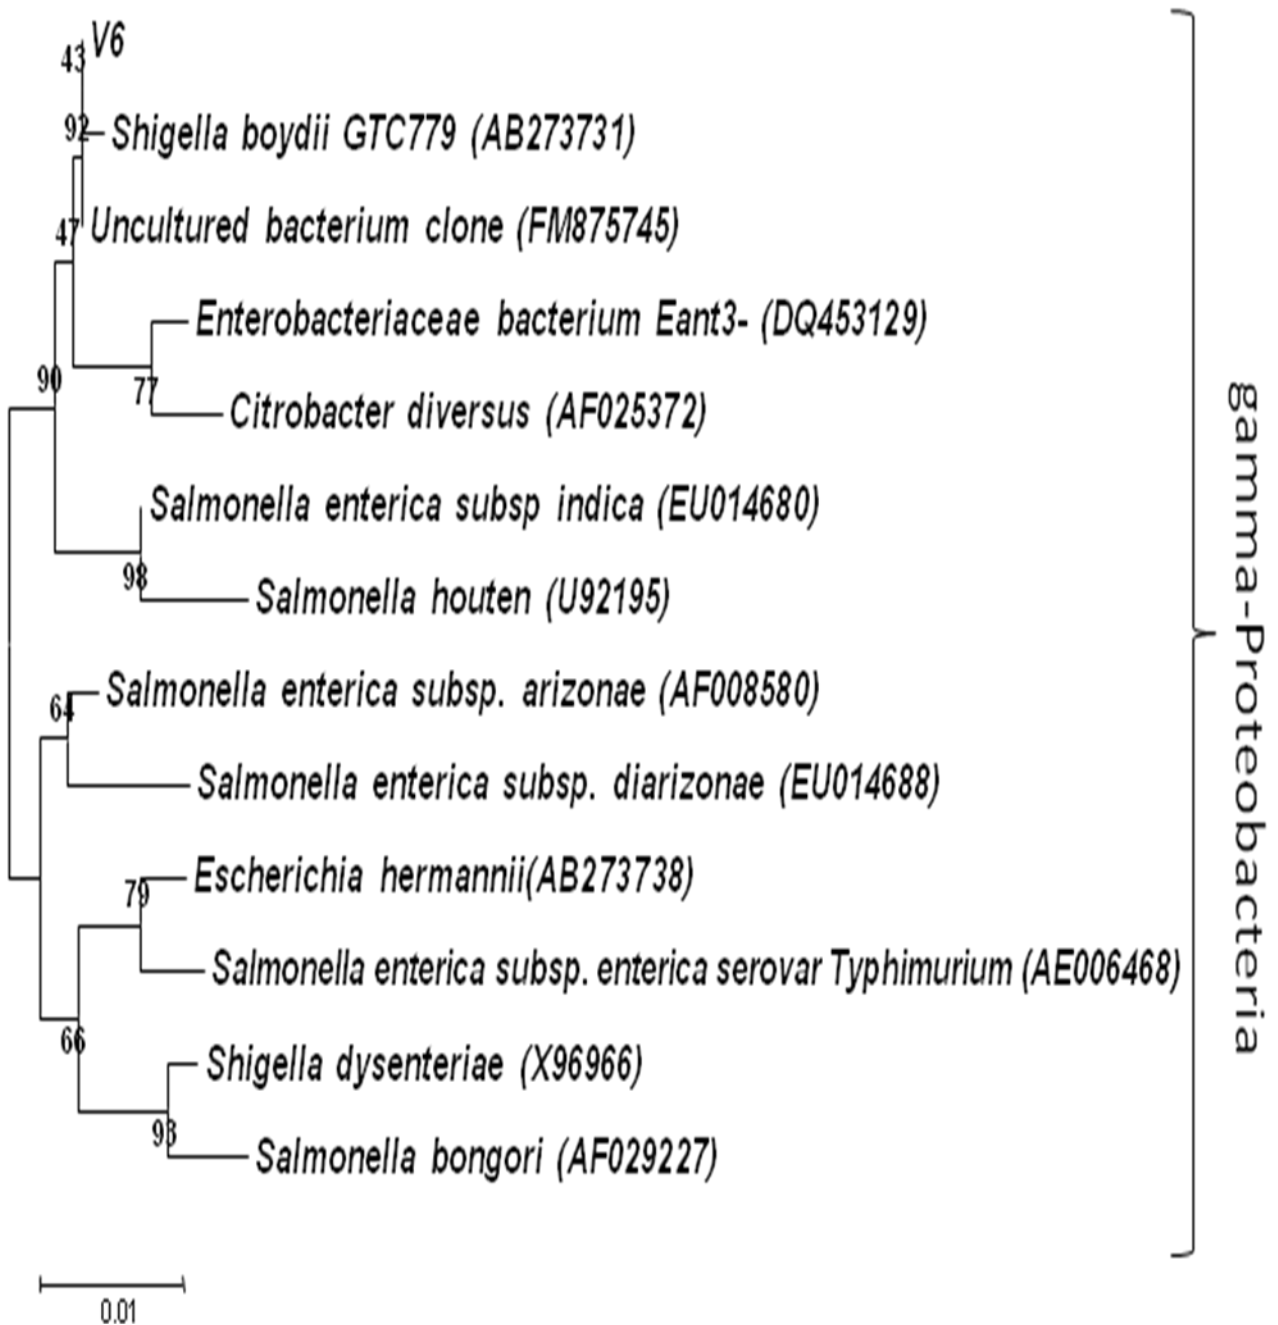 V6
43
92
Shigella boydii GTC779 (AB273731)
47
Uncultured bacterium clone (FM875745)
Enterobacteriaceae bacterium Eant3- (DQ453129)
90
77
Citrobacter diversus (AF025372)
Salmonella enterica subsp indica (EU014680)
98
Salmonella houten (U92195)
64
Salmonella enterica subsp. arizonae (AF008580)
Salmonella enterica subsp. diarizonae (EU014688)
79
Escherichia hermannii(AB273738)
Salmonella enterica subsp. enterica serovar Typhimurium (AE006468)
66
Shigella dysenteriae (X96966)
93
Salmonella bongori (AF029227)
0.01
gamma-Proteobacteria